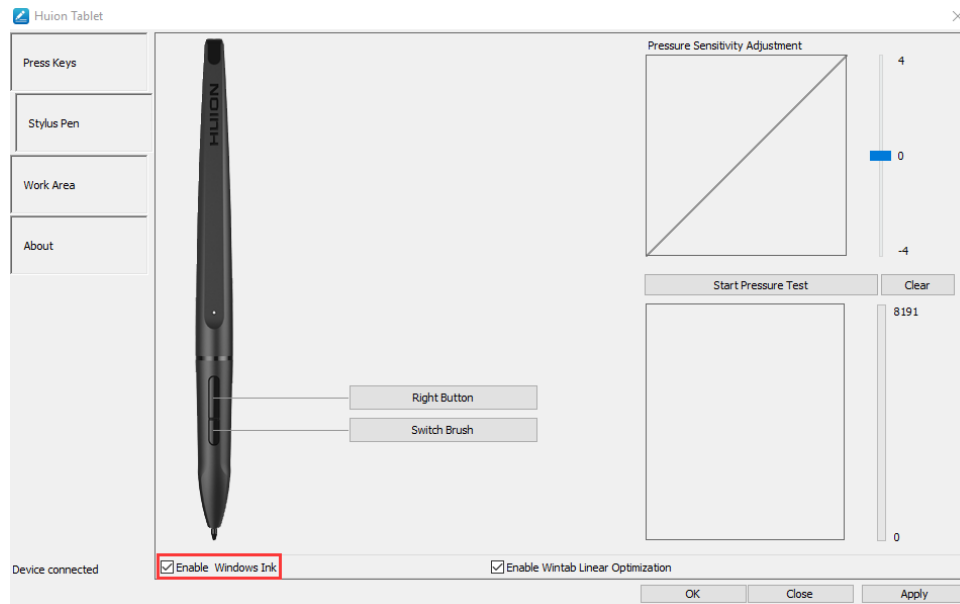 Huion Tablet
Press Keys
Stylus Pen
Work Area
About
Device connected
HUION
Right Button
Switch Brush
Enable Windows Ink
Enable Wintab Linear Optimization
Pressure Sensitivity Adjustment
4
0
-4
Start Pressure Test
Clear
8191
0
OK
Close
Apply